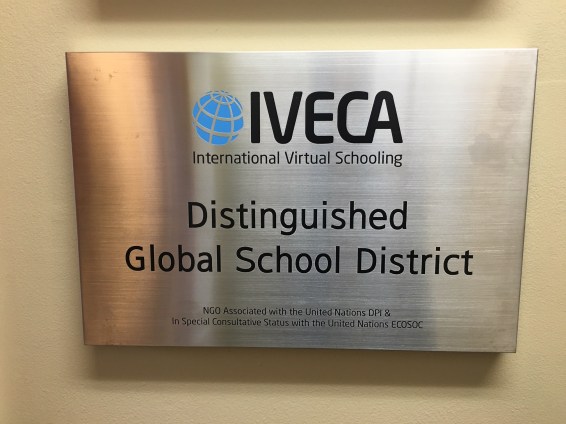 IVECA
International Virtual Schooling
Distinguished
Global School District
NGO Associated with the United Nations DPI &
In Special Consultative Status with the United Nations ECOSOC